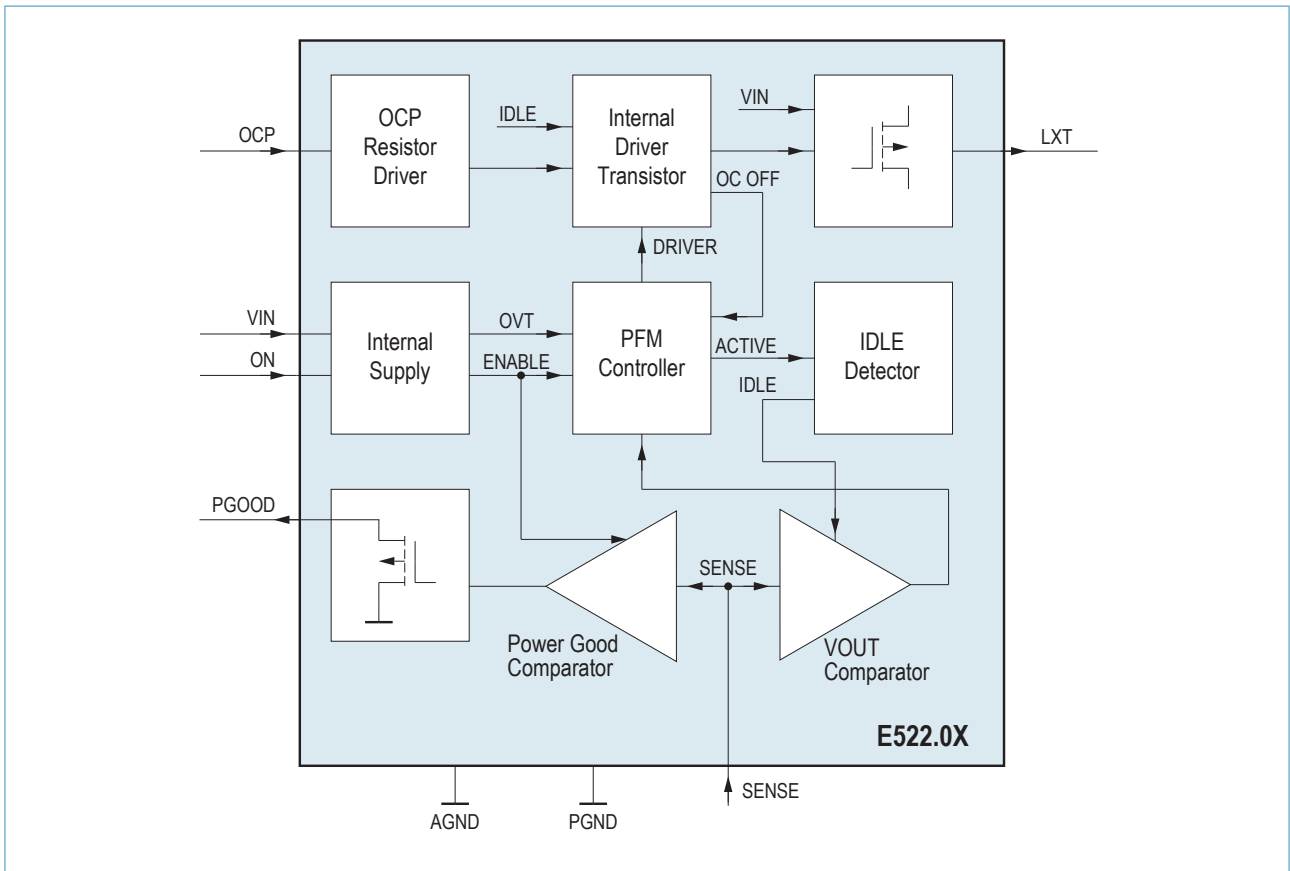 OCP
OCP
Resistor
Driver
IDLE
Internal
Driver
Transistor
VIN
LXT
OC OFF
DRIVER
VIN
ON
Internal
Supply
OVT
ENABLE
PFM
Controller
ACTIVE
IDLE
IDLE
Detector
PGOOD
SENSE
Power Good
Comparator
VOUT
Comparator
E522.0X
AGND
PGND
SENSE